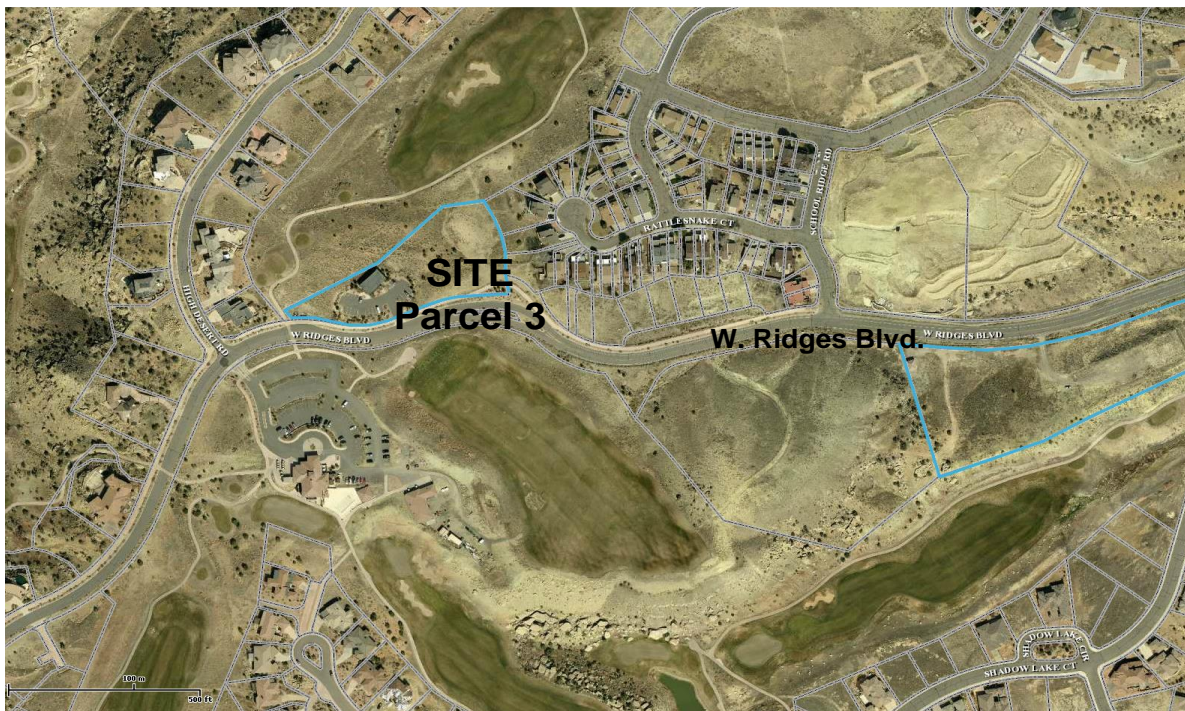 SCHOOL RIDGE RD
RATTLESNAKE CT
SITE
Parcel 3
HIGH DESERT RD
W RIDGES BLVD
W. Ridges Blvd.
W RIDGES BLVD
SHADOW LAKE CIR
SHADOW LAKE CT
100 m
500 ft